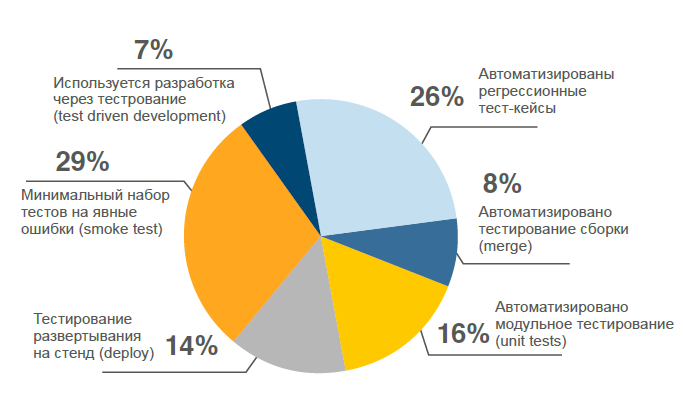 7%
Используется разработка
через тестрование
(test driven development)
26%
Автоматизированы
регрессионные
тест-кейсы
29%
Минимальный набор
тестов на явные
ошибки (smoke test)
8%
Автоматизировано
тестирование сборки
(merge)
Тестирование
развертывания
на стенд (deploy)
14%
16%
Автоматизировано
модульное тестирование
(unit tests)